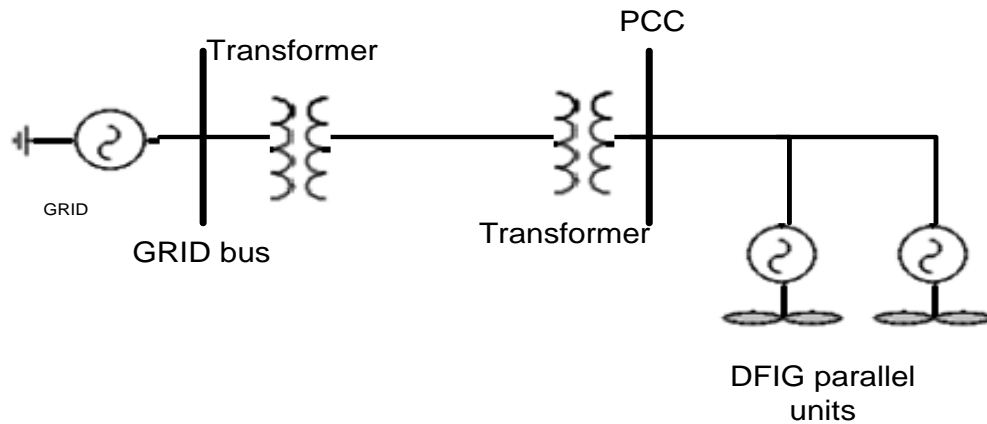 PCC
Transformer
GRID
Transformer
GRID bus
DFIG parallel
units